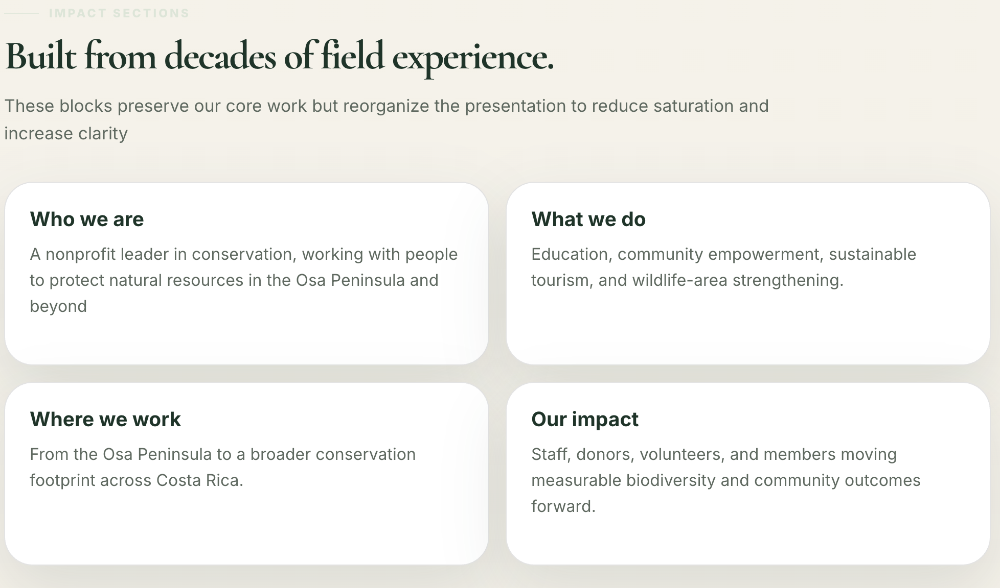 IMPACT SECTIONS
Built from decades of field experience.
These blocks preserve our core work but reorganize the presentation to reduce saturation and
increase clarity
Who we are
A nonprofit leader in conservation, working with people
to protect natural resources in the Osa Peninsula and
beyond
What we do
Education, community empowerment, sustainable
tourism, and wildlife-area strengthening.
Where we work
From the Osa Peninsula to a broader conservation
footprint across Costa Rica.
Our impact
Staff, donors, volunteers, and members moving
measurable biodiversity and community outcomes
forward.